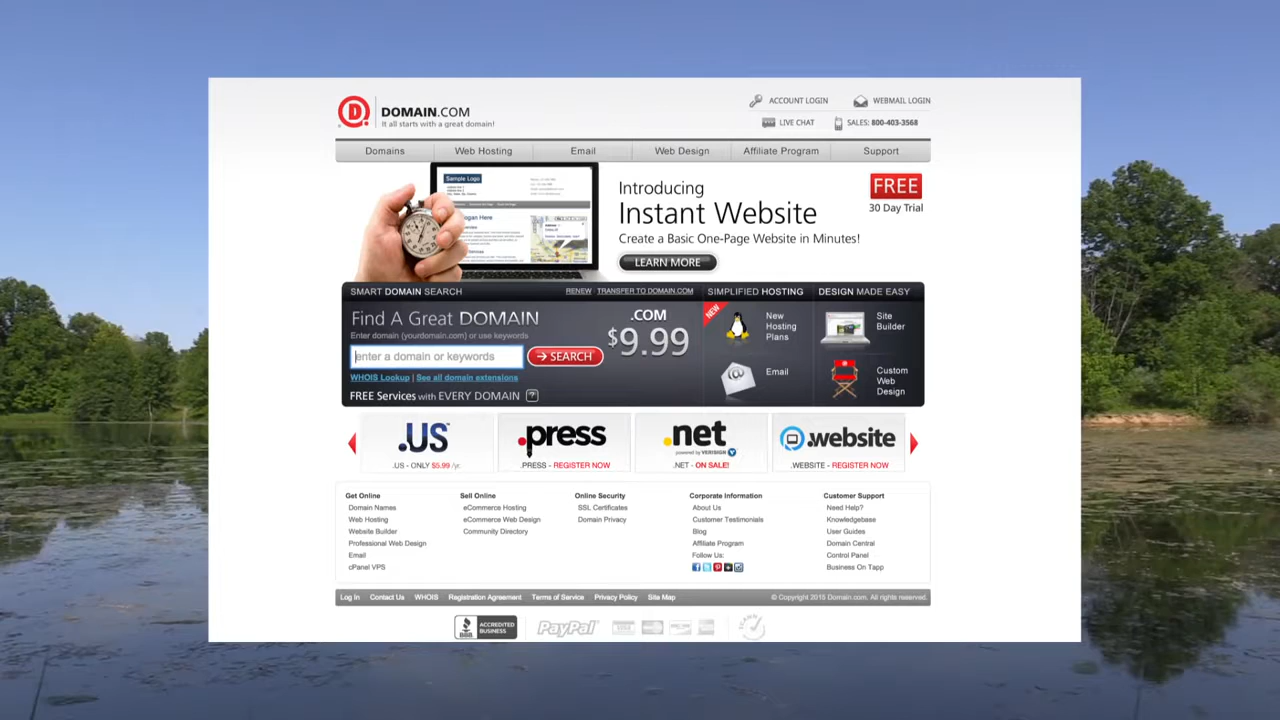 DOMAIN.COM
It all starts with a great domain!
ACCOUNT LOGIN
WEBMAIL LOGIN
LIVE CHAT
SALES: 800-403-3568
Domains
Web Hosting
Email
Web Design
Affiliate Program
Support
Sample Logo
Introducing
Instant Website
Create a Basic One-Page Website in Minutes!
LEARN MORE
FREE
30 Day Trial
SMART DOMAIN SEARCH
RENEW
TRANSFER TO DOMAIN.COM
SIMPLIFIED HOSTING
DESIGN MADE EASY
Find A Great DOMAIN
Enter domain (yourdomain.com) or use keywords
enter a domain or keywords
SEARCH
WHOIS Lookup | See all domain extensions
FREE Services with EVERY DOMAIN ?
.COM
$9.99
NEW
New
Hosting
Plans
Email
Site
Builder
Custom
Web
Design
.US
.US - ONLY $5.99 /yr.
.press
.PRESS - REGISTER NOW
.net
powered by VERISIGN
.NET - ON SALE!
.website
.WEBSITE - REGISTER NOW
Get Online
Domain Names
Web Hosting
Website Builder
Professional Web Design
Email
cPanel VPS
Sell Online
eCommerce Hosting
eCommerce Web Design
Community Directory
Online Security
SSL Certificates
Domain Privacy
Corporate Information
About Us
Customer Testimonials
Blog
Affiliate Program
Follow Us:
Customer Support
Need Help?
Knowledgebase
User Guides
Domain Central
Control Panel
Business On Tapp
Log In
Contact Us
WHOIS
Registration Agreement
Terms of Service
Privacy Policy
Site Map
© Copyright 2015 Domain.com. All rights reserved.
BBB
ACCREDITED
BUSINESS
PayPal
VISA